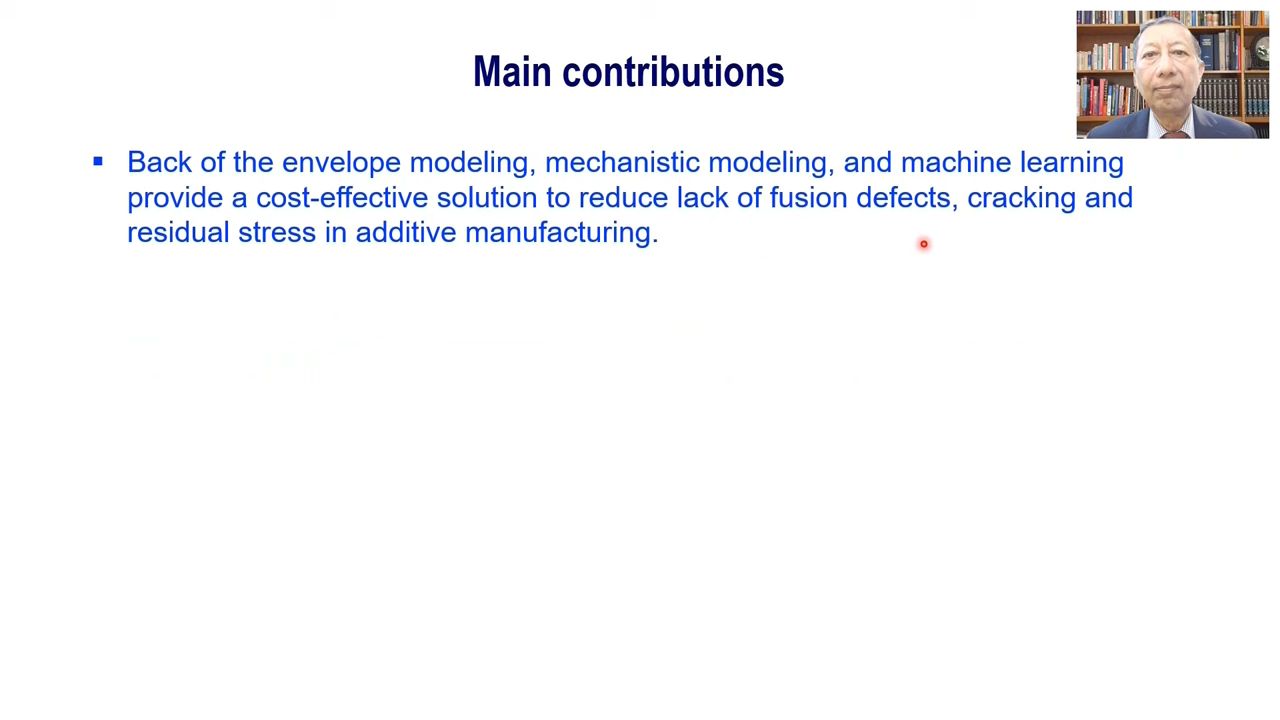 Main contributions
▪ Back of the envelope modeling, mechanistic modeling, and machine learning
provide a cost-effective solution to reduce lack of fusion defects, cracking and
residual stress in additive manufacturing.